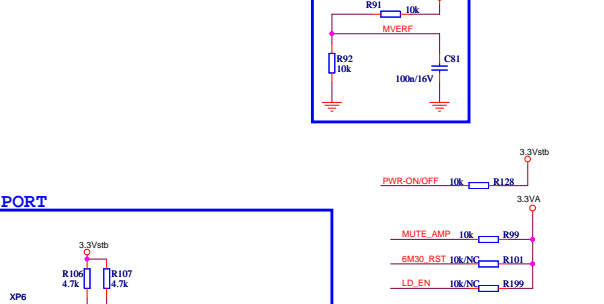 R91
10k
MVERF
R92
10k
C81
100n/16V
3.3Vstb
PWR-ON/OFF 10k R128
3.3VA
PORT
MUTE_AMP 10k R99
3.3Vstb
6M30_RST 10k/NC R101
R106 R107
4.7k 4.7k
LD_EN 10k/NC R199
XP6